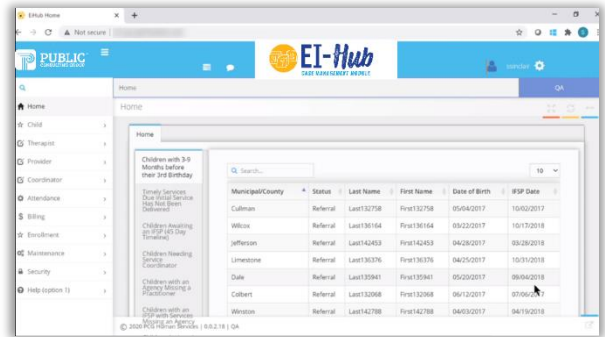 EIHub Home
Not secure
PUBLIC
CONSULTING GROUP
EI-Hub
CASE MANAGEMENT MODULE
Home
QA
Home
Home
Child
Therapist
Provider
Coordinator
Attendance
Billing
Enrollment
Maintenance
Security
Help (option 1)
Home
Children with 3-9
Months before
their 3rd Birthday
Timely Services
Due Initial Service
Has Not Been
Delivered
Children Awaiting
an IFSP (45 Day
Timeline)
Children Needing
Service
Coordinator
Children with an
Agency Missing a
Practitioner
Children with an
IFSP with Services
Missing an Agency
Search...
10
Municipal/County Status Last Name First Name Date of Birth IFSP Date
Cullman Referral Last132758 First132758 05/04/2017 10/02/2017
Wilcox Referral Last136164 First136164 03/22/2017 10/17/2018
Jefferson Referral Last142453 First142453 04/28/2017 03/28/2018
Limestone Referral Last136376 First136376 04/25/2017 10/31/2018
Dale Referral Last135941 First135941 05/20/2017 09/04/2018
Colbert Referral Last132068 First132068 06/12/2017 07/06/2017
Winston Referral Last142788 First142788 04/03/2017 04/19/2018
© 2020 PCG Human Services | 0.0.2.18 | QA